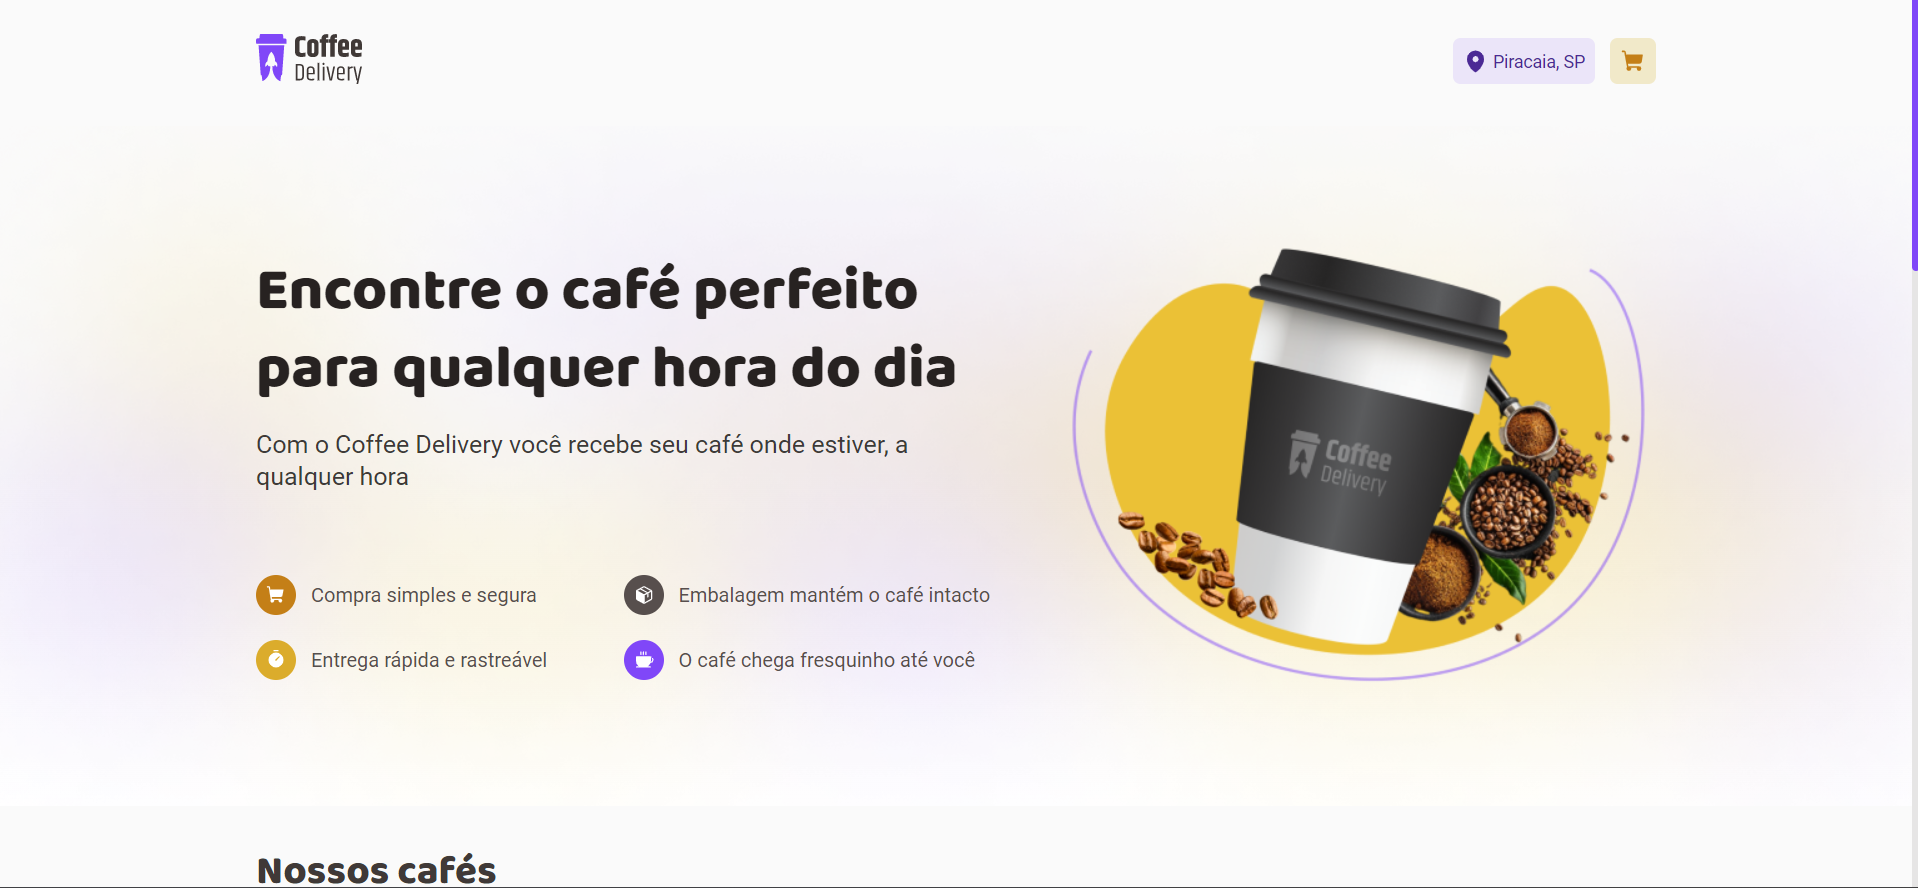 Coffee
Delivery
Piracaia, SP
Encontre o café perfeito
para qualquer hora do dia
Com o Coffee Delivery você recebe seu café onde estiver, a
qualquer hora
Coffee
Delivery
Compra simples e segura
Embalagem mantém o café intacto
Entrega rápida e rastreável
O café chega fresquinho até você
Nossos cafés